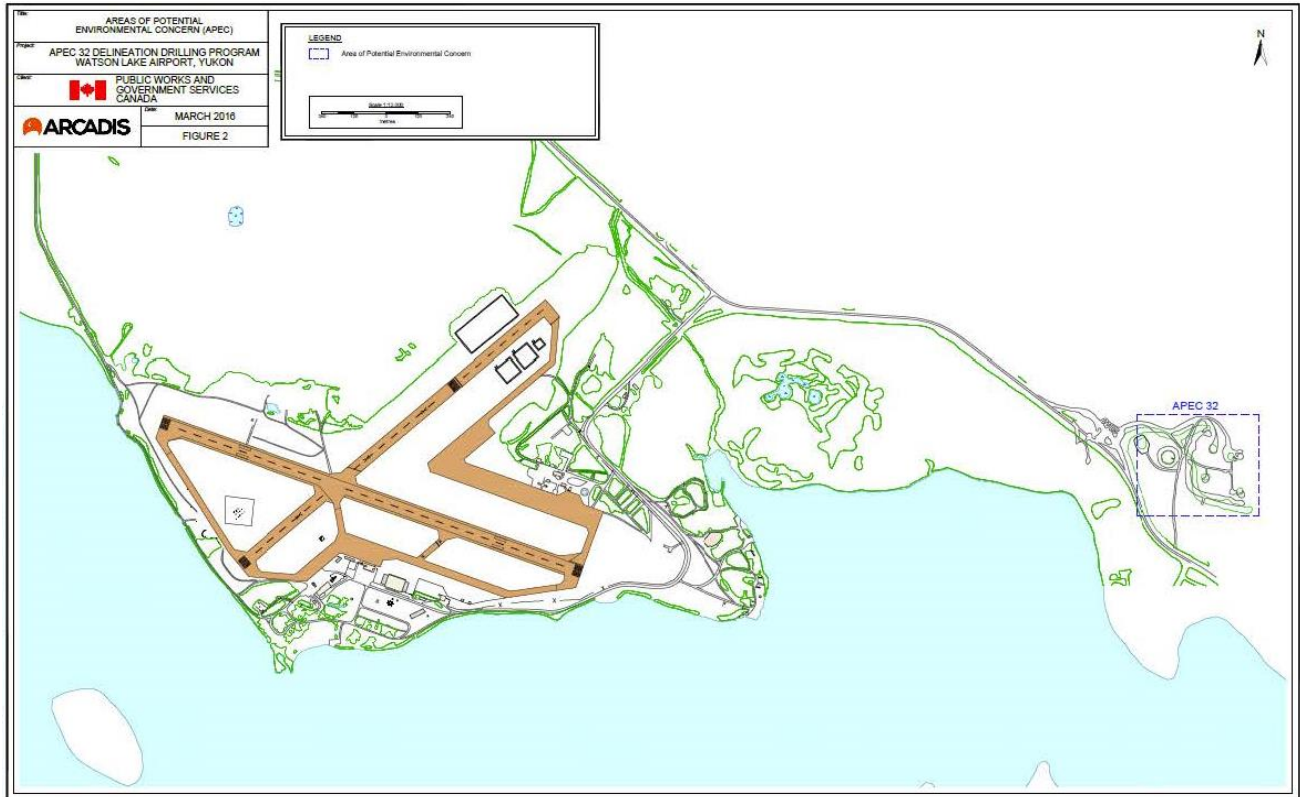 Title:
AREAS OF POTENTIAL
ENVIRONMENTAL CONCERN (APEC)
Project:
APEC 32 DELINEATION DRILLING PROGRAM
WATSON LAKE AIRPORT, YUKON
Client:
PUBLIC WORKS AND
GOVERNMENT SERVICES
CANADA
ARCADIS
Date:
MARCH 2016
FIGURE 2
LEGEND
Area of Potential Environmental Concern
metres
N
APEC 32
X
X